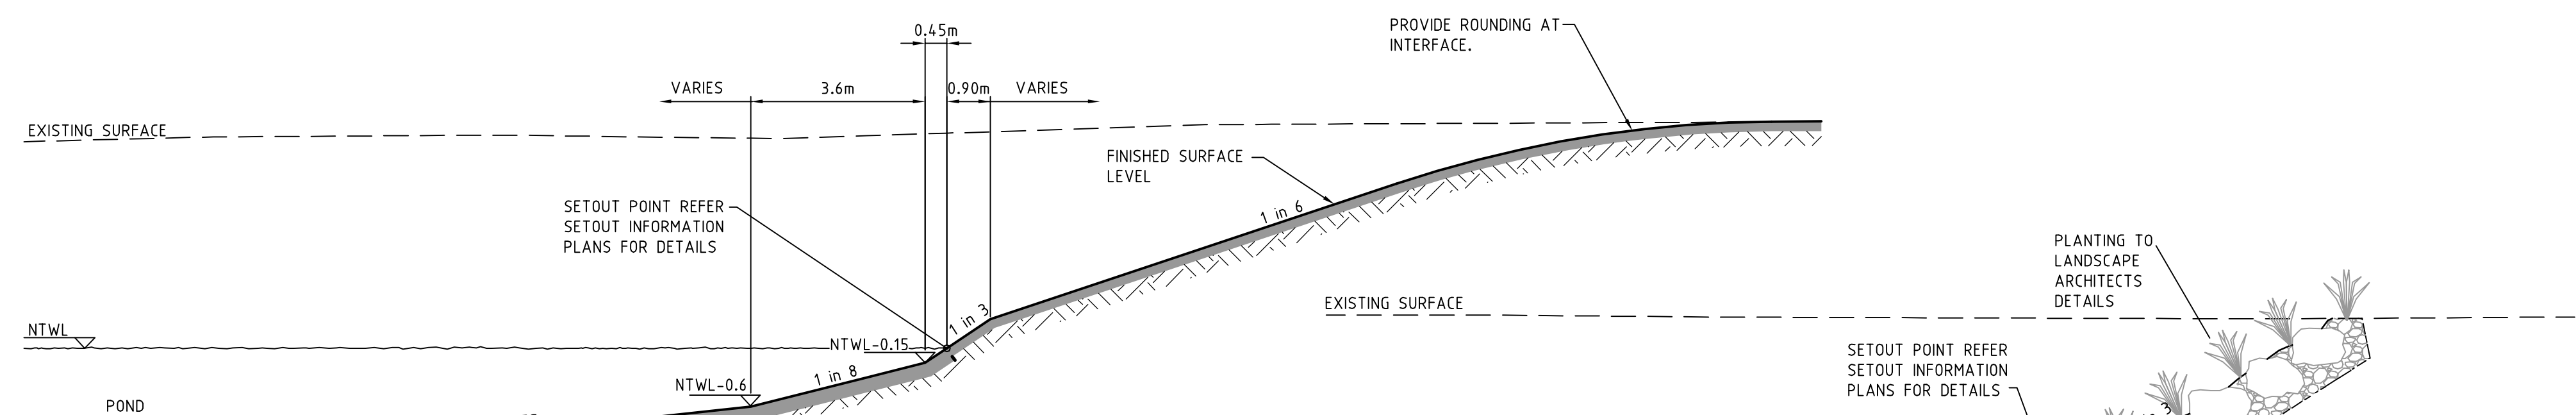 0.45m
PROVIDE ROUNDING AT
INTERFACE.
VARIES
3.6m
0.90m
VARIES
EXISTING SURFACE
FINISHED SURFACE
LEVEL
SETOUT POINT REFER
SETOUT INFORMATION
PLANS FOR DETAILS
1 in 6
PLANTING TO
LANDSCAPE
ARCHITECTS
DETAILS
EXISTING SURFACE
1 in 3
NTWL
NTWL-0.15
SETOUT POINT REFER
SETOUT INFORMATION
PLANS FOR DETAILS
1 in 8
NTWL-0.6
POND
3